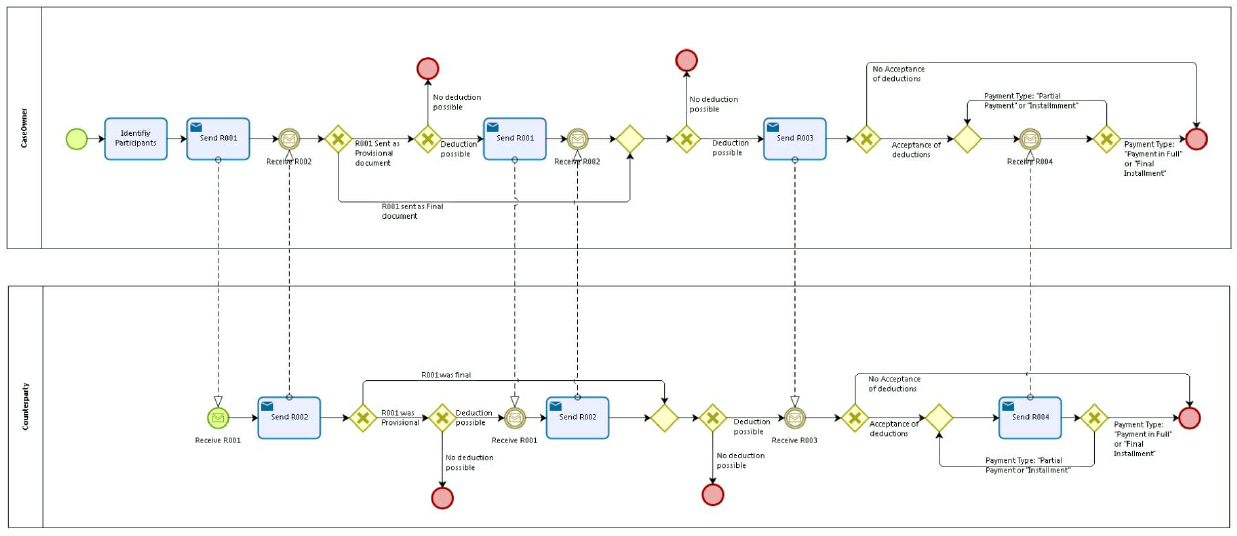 CaseOwner
No Acceptance
of deductions
No deduction
possible
No deduction
possible
Payment Type: "Partial
Payment" or "Installmment"
Identifiy
Participants
Send R001
Receive R002
R001 Sent as
Provisional
document
Deduction
possible
Send R001
Receive R002
Deduction
possible
Send R003
Acceptance of
deductions
Receive R004
Payment Type:
"Payment in Full"
or "Final
Installment"
R001 sent as Final
document
Counterparty
R001 was final
No Acceptance
of deductions
Receive R001
Send R002
R001 was
Provisional
Deduction
possible
Receive R001
Send R002
Deduction
possible
Receive R003
Acceptance
of deductions
Send R004
Payment Type:
"Payment in Full"
or "Final
Installment"
No deduction
possible
No deduction
possible
Payment Type: "Partial
Payment or "Installment"